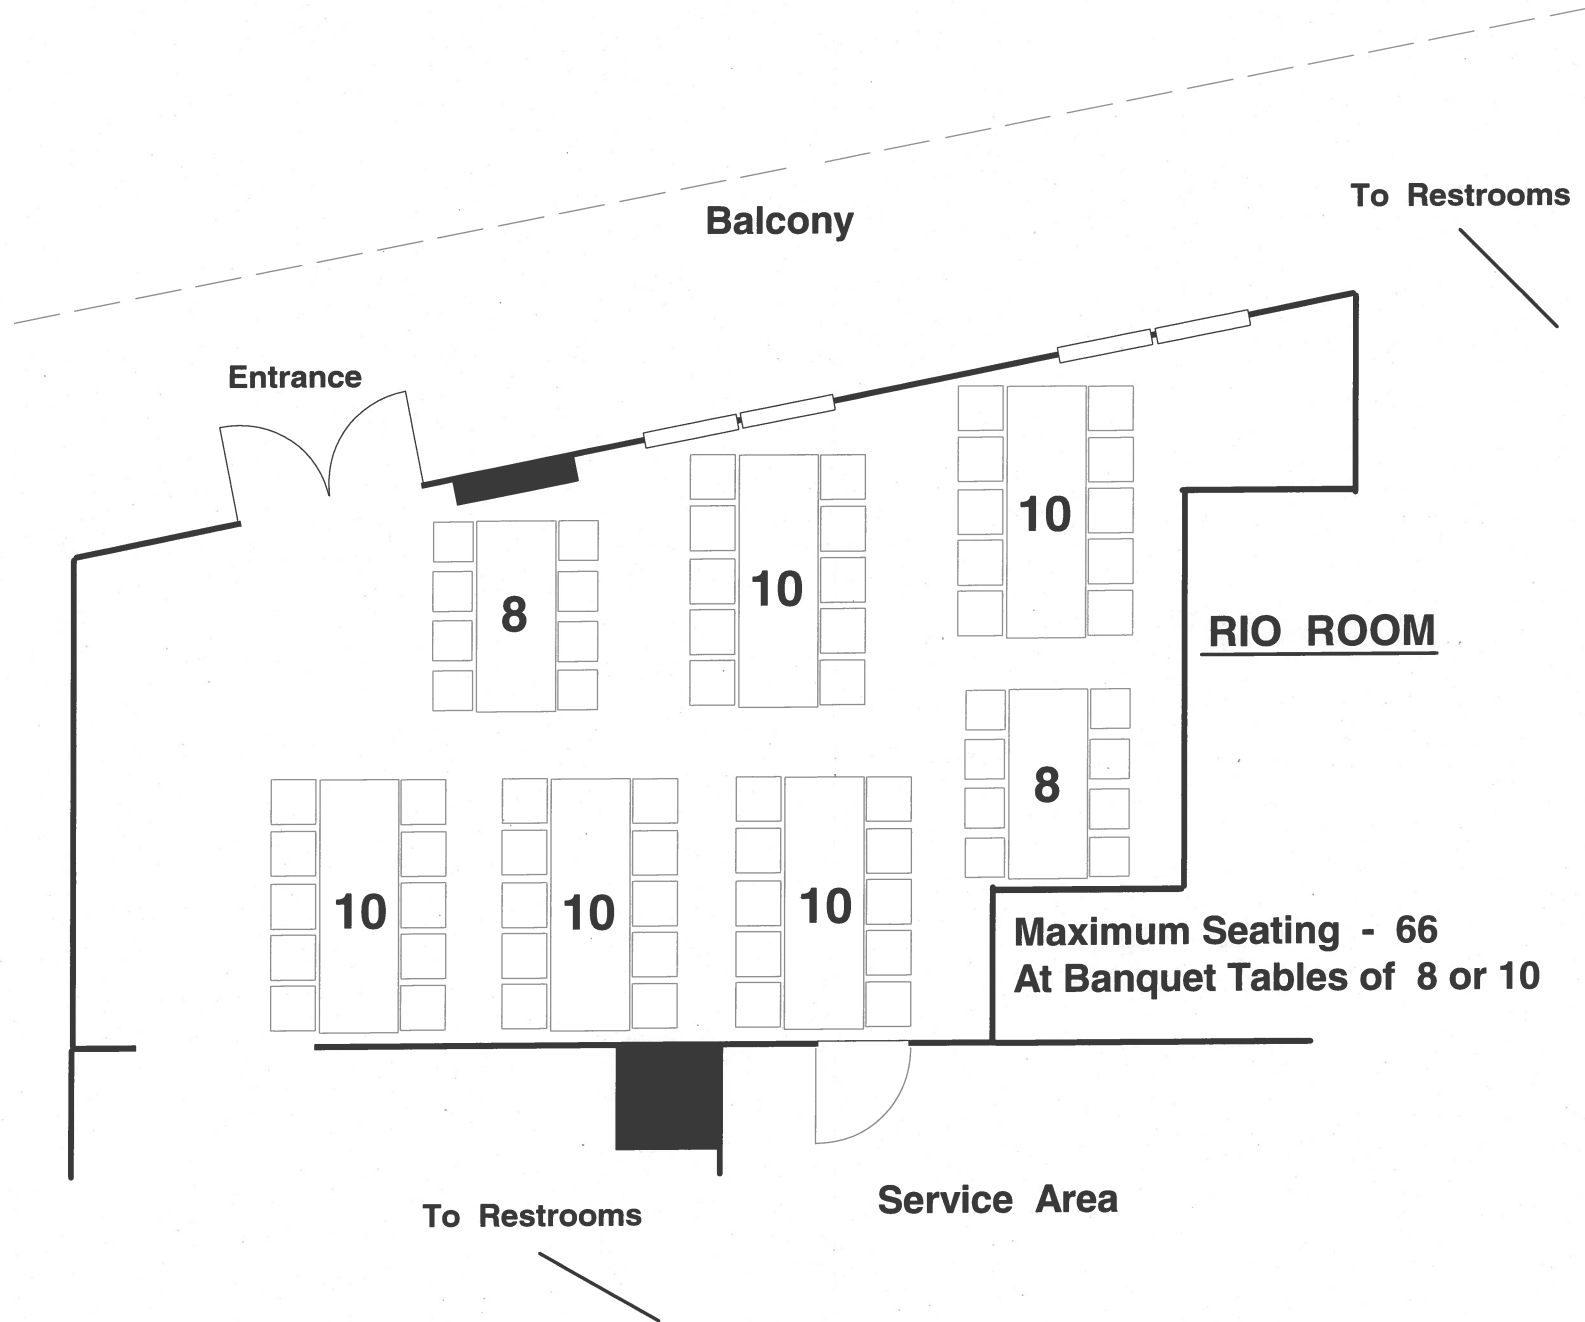 Balcony
To Restrooms
Entrance
10
10
8
RIO ROOM
8
10
10
10
Maximum Seating - 66
At Banquet Tables of 8 or 10
Service Area
To Restrooms